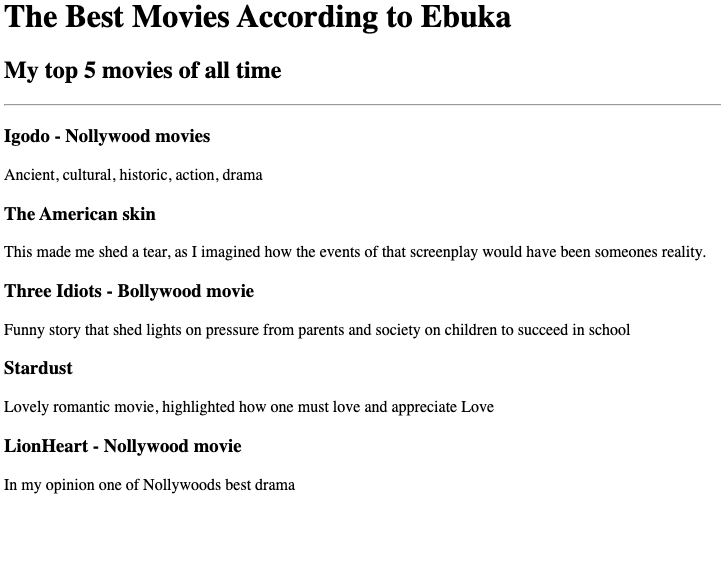 The Best Movies According to Ebuka
My top 5 movies of all time
Igodo - Nollywood movies
Ancient, cultural, historic, action, drama
The American skin
This made me shed a tear, as I imagined how the events of that screenplay would have been someones reality.
Three Idiots - Bollywood movie
Funny story that shed lights on pressure from parents and society on children to succeed in school
Stardust
Lovely romantic movie, highlighted how one must love and appreciate Love
LionHeart - Nollywood movie
In my opinion one of Nollywoods best drama